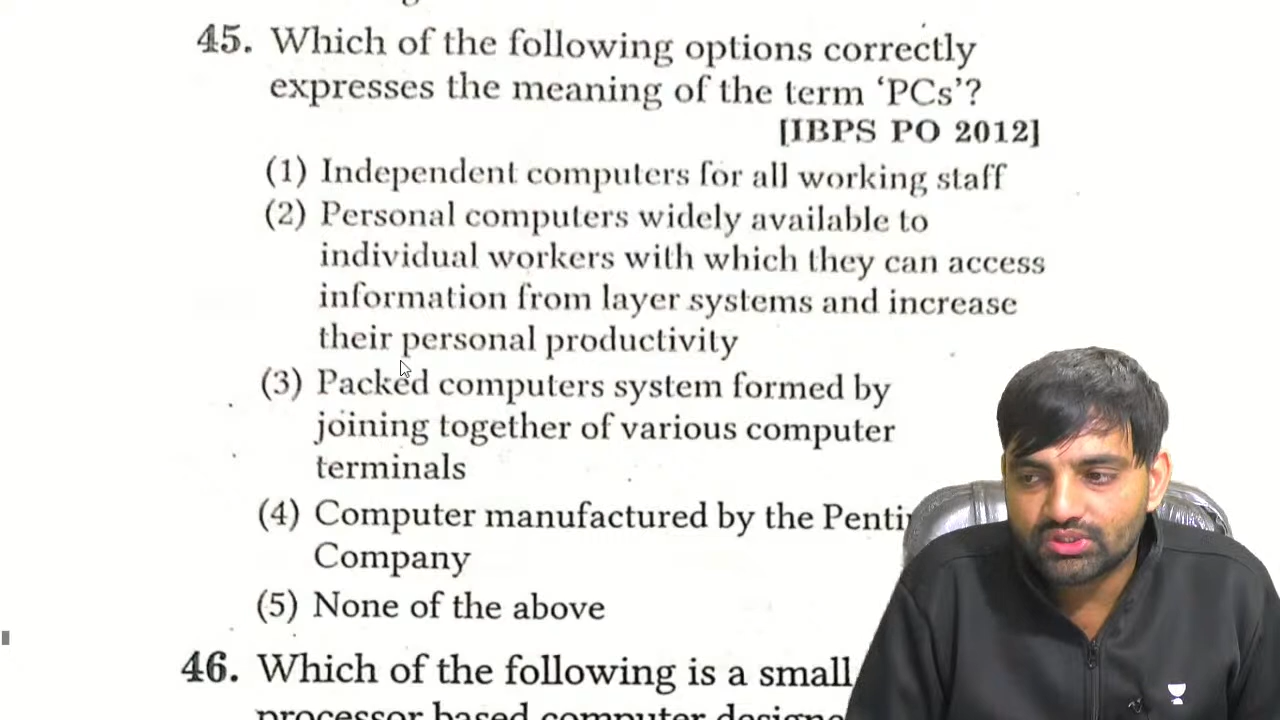 45. Which of the following options correctly
expresses the meaning of the term ‘PCs’?
[IBPS PO 2012]
(1) Independent computers for all working staff
(2) Personal computers widely available to
individual workers with which they can access
information from layer systems and increase
their personal productivity
(3) Packed computers system formed by
joining together of various computer
terminals
(4) Computer manufactured by the
Company
(5) None of the above
46. Which of the following is a small
processor based computer